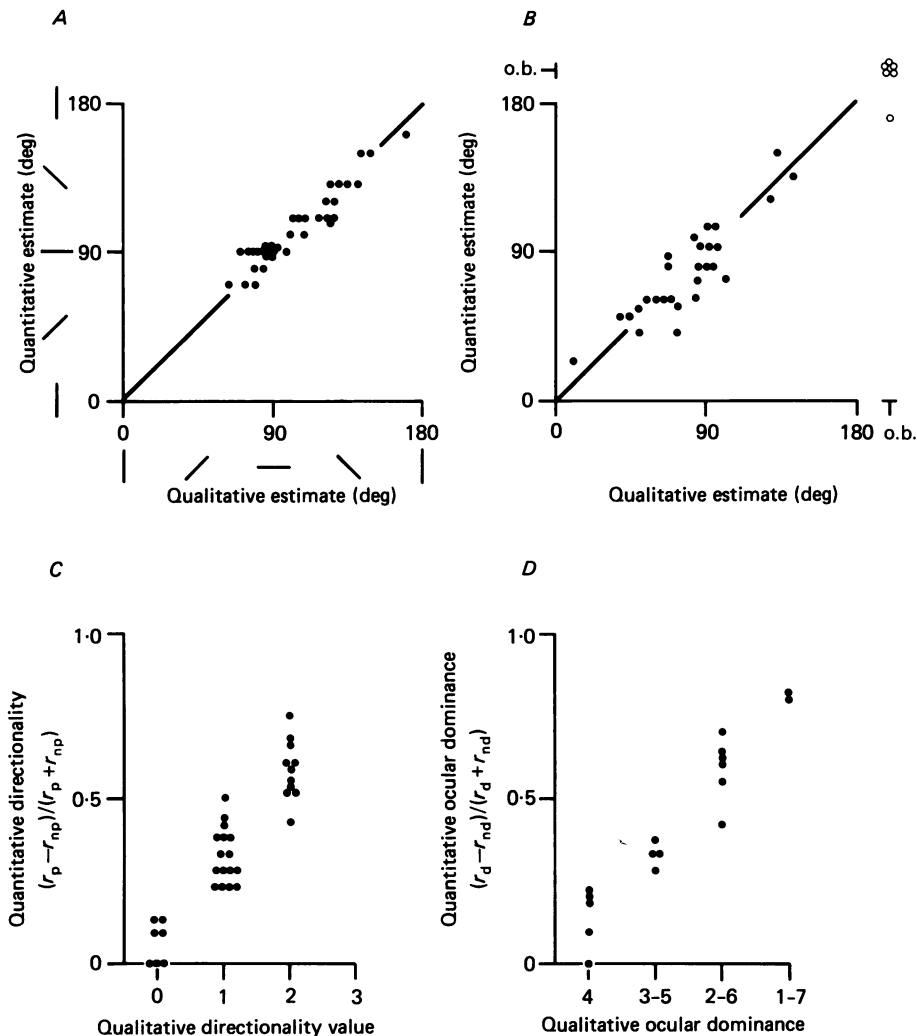 A
180
90
0
0
90
180
Quantitative estimate (deg)
Qualitative estimate (deg)
B
o.b.
180
90
0
0
90
180
o.b.
Quantitative estimate (deg)
Qualitative estimate (deg)
C
1·0
0·5
0
0
1
2
3
Quantitative directionality
(rp−rnp)/(rp+rnp)
Qualitative directionality value
D
1·0
0·5
0
4
3–5
2–6
1–7
Quantitative ocular dominance
(rd−rnd)/(rd+rnd)
Qualitative ocular dominance